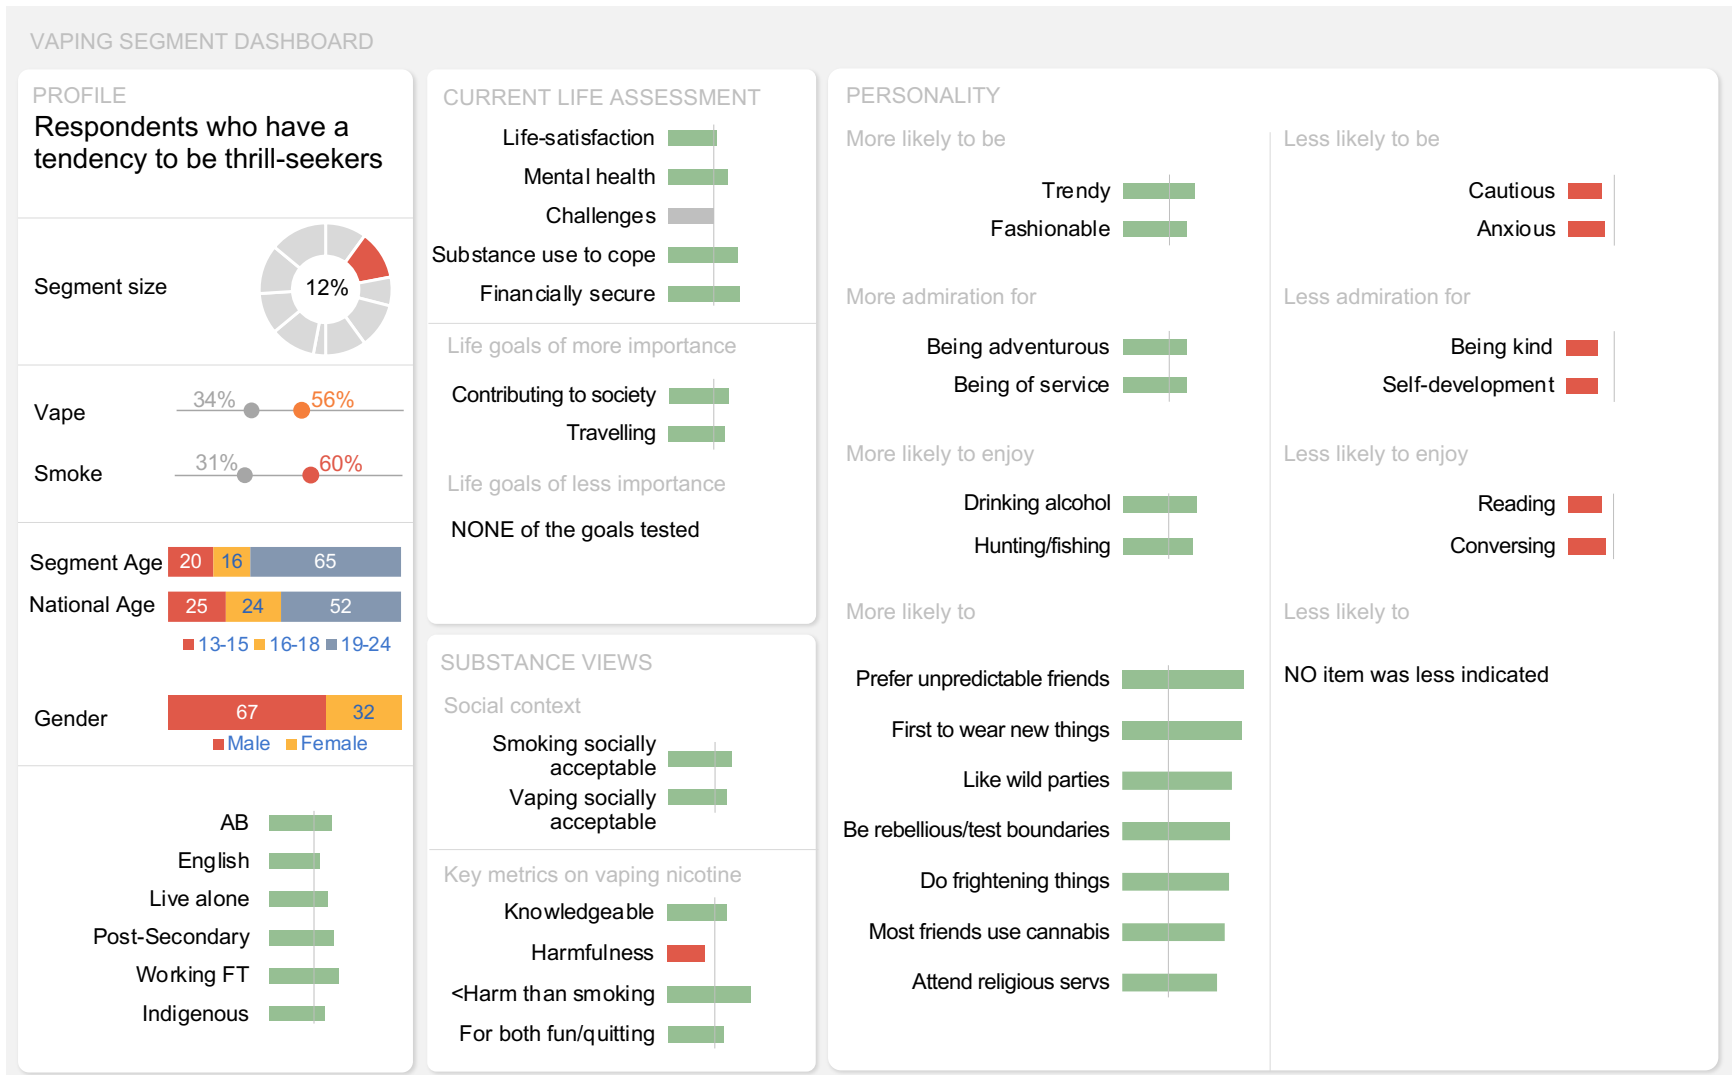 VAPING SEGMENT DASHBOARD
PROFILE
Respondents who have a
tendency to be thrill-seekers
Segment size
12%
Vape
34%
56%
Smoke
31%
60%
Segment Age
20 16 65
National Age
25 24 52
13-15 16-18 19-24
Gender
67 32
Male Female
AB
English
Live alone
Post-Secondary
Working FT
Indigenous
CURRENT LIFE ASSESSMENT
Life-satisfaction
Mental health
Challenges
Substance use to cope
Financially secure
Life goals of more importance
Contributing to society
Travelling
Life goals of less importance
NONE of the goals tested
SUBSTANCE VIEWS
Social context
Smoking socially
acceptable
Vaping socially
acceptable
Key metrics on vaping nicotine
Knowledgeable
Harmfulness
<Harm than smoking
For both fun/quitting
PERSONALITY
More likely to be
Trendy
Fashionable
More admiration for
Being adventurous
Being of service
More likely to enjoy
Drinking alcohol
Hunting/fishing
More likely to
Prefer unpredictable friends
First to wear new things
Like wild parties
Be rebellious/test boundaries
Do frightening things
Most friends use cannabis
Attend religious servs
Less likely to be
Cautious
Anxious
Less admiration for
Being kind
Self-development
Less likely to enjoy
Reading
Conversing
Less likely to
NO item was less indicated